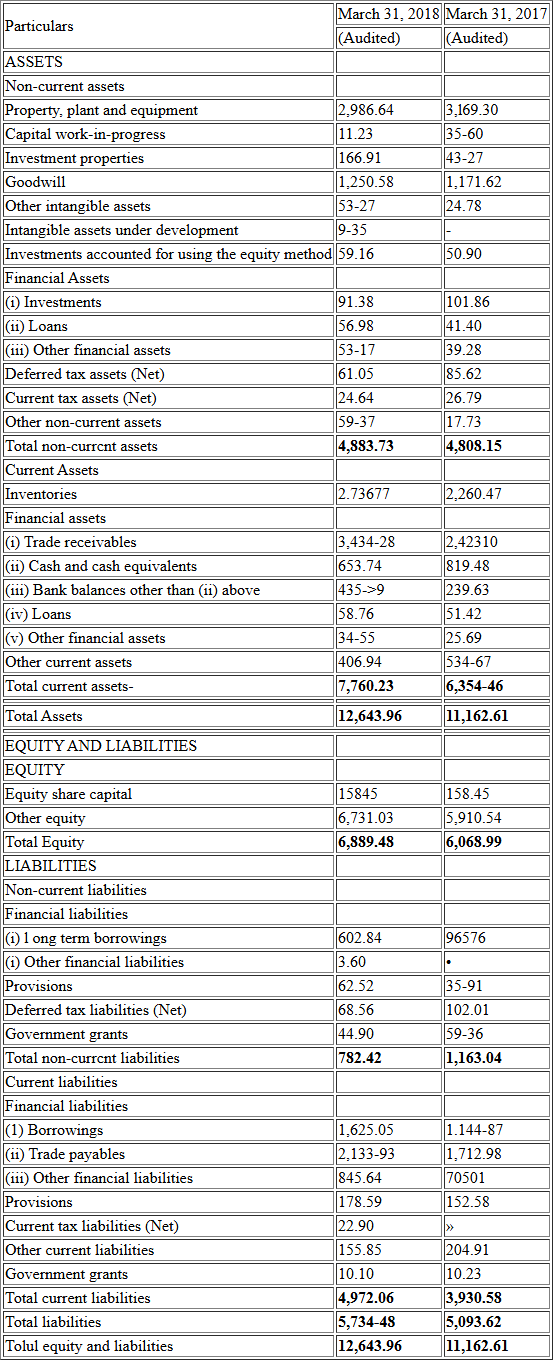 Particulars March 31, 2018 March 31, 2017
(Audited) (Audited)
ASSETS
Non-current assets
Property, plant and equipment 2,986.64 3,169.30
Capital work-in-progress 11.23 35-60
Investment properties 166.91 43-27
Goodwill 1,250.58 1,171.62
Other intangible assets 53-27 24.78
Intangible assets under development 9-35 -
Investments accounted for using the equity method 59.16 50.90
Financial Assets
(i) Investments 91.38 101.86
(ii) Loans 56.98 41.40
(iii) Other financial assets 53-17 39.28
Deferred tax assets (Net) 61.05 85.62
Current tax assets (Net) 24.64 26.79
Other non-current assets 59-37 17.73
Total non-currcnt assets 4,883.73 4,808.15
Current Assets
Inventories 2.73677 2,260.47
Financial assets
(i) Trade receivables 3,434-28 2,42310
(ii) Cash and cash equivalents 653.74 819.48
(iii) Bank balances other than (ii) above 435->9 239.63
(iv) Loans 58.76 51.42
(v) Other financial assets 34-55 25.69
Other current assets 406.94 534-67
Total current assets- 7,760.23 6,354-46
Total Assets 12,643.96 11,162.61
EQUITY AND LIABILITIES
EQUITY
Equity share capital 15845 158.45
Other equity 6,731.03 5,910.54
Total Equity 6,889.48 6,068.99
LIABILITIES
Non-current liabilities
Financial liabilities
(i) l ong term borrowings 602.84 96576
(i) Other financial liabilities 3.60 •
Provisions 62.52 35-91
Deferred tax liabilities (Net) 68.56 102.01
Government grants 44.90 59-36
Total non-currcnt liabilities 782.42 1,163.04
Current liabilities
Financial liabilities
(1) Borrowings 1,625.05 1.144-87
(ii) Trade payables 2,133-93 1,712.98
(iii) Other financial liabilities 845.64 70501
Provisions 178.59 152.58
Current tax liabilities (Net) 22.90 »
Other current liabilities 155.85 204.91
Government grants 10.10 10.23
Total current liabilities 4,972.06 3,930.58
Total liabilities 5,734-48 5,093.62
Tolul equity and liabilities 12,643.96 11,162.61